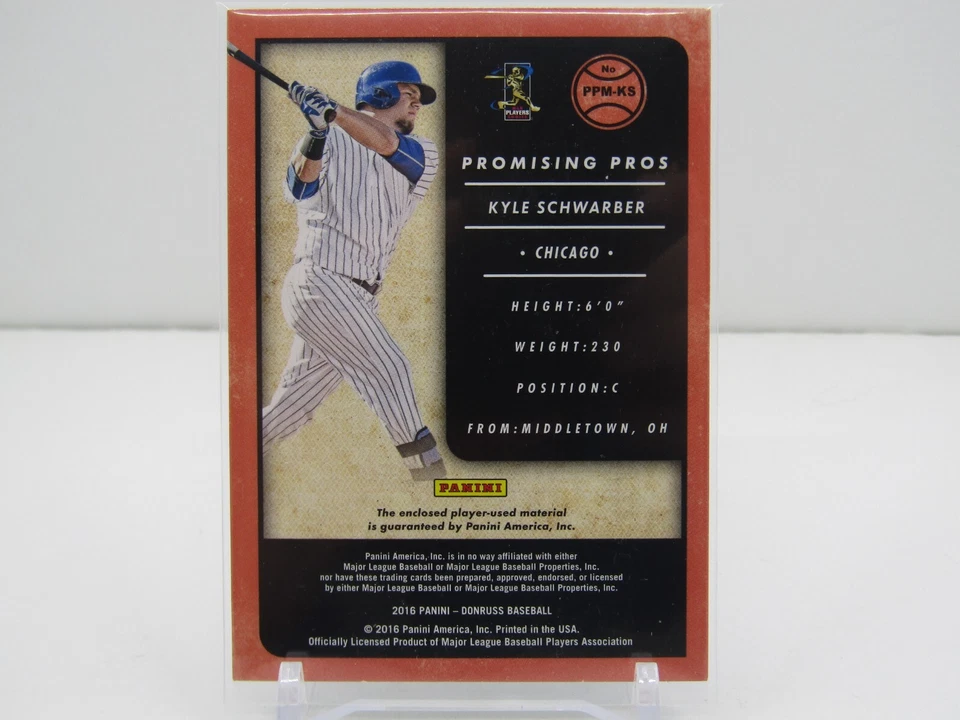 PLAYERS
No
PPM-KS
PROMISING PROS
KYLE SCHWARBER
• CHICAGO •
HEIGHT:6'0"
WEIGHT:230
POSITION:C
FROM:MIDDLETOWN, OH
PANINI
The enclosed player-used material
is guaranteed by Panini America, Inc.
Panini America, Inc. is in no way affiliated with either
Major League Baseball or Major League Baseball Properties, Inc.
nor have these trading cards been prepared, approved, endorsed, or licensed
by either Major League Baseball or Major League Baseball Properties, Inc.
2016 PANINI – DONRUSS BASEBALL
© 2016 Panini America, Inc. Printed in the USA.
Officially Licensed Product of Major League Baseball Players Association